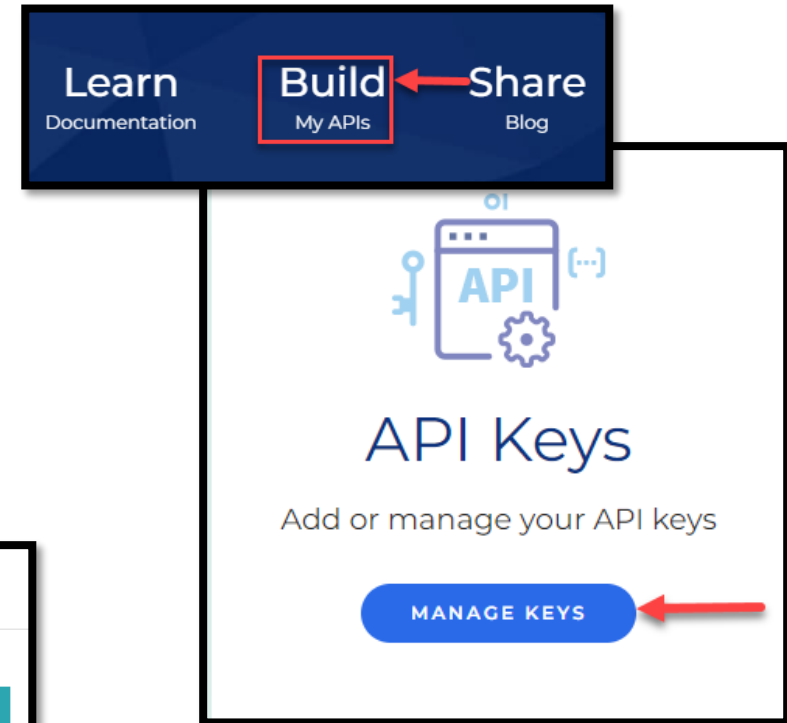 Learn Build Share
Documentation My APIs Blog
API
{...}
API Keys
Add or manage your API keys
MANAGE KEYS